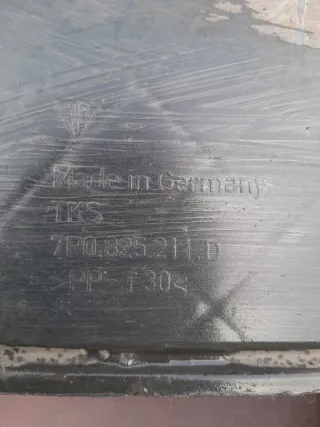 Made in Germany
TKS
7P0.825.211.D
>PP-T30<